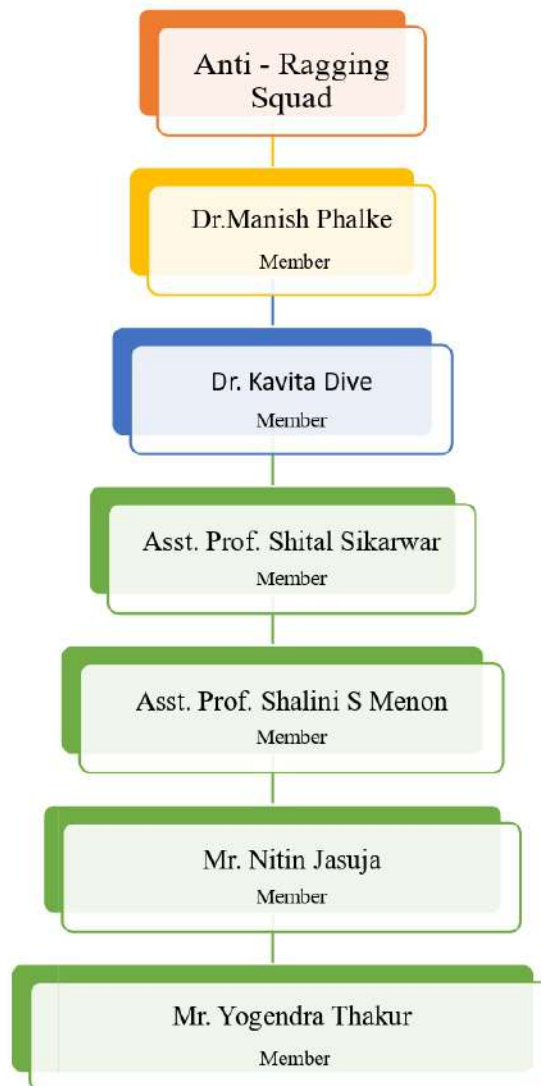 Anti - Ragging
Squad
Dr.Manish Phalke
Member
Dr. Kavita Dive
Member
Asst. Prof. Shital Sikarwar
Member
Asst. Prof. Shalini S Menon
Member
Mr. Nitin Jasuja
Member
Mr. Yogendra Thakur
Member